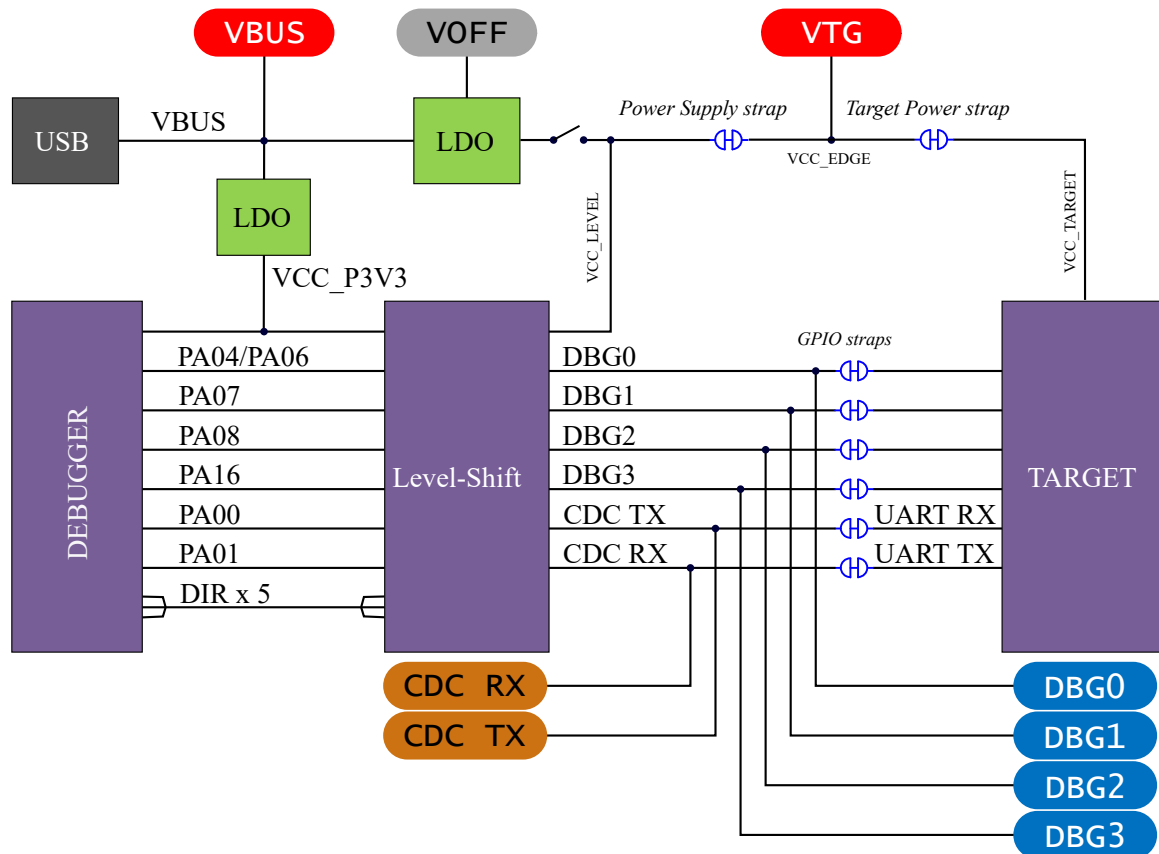 VBUS
VOFF
VTG
Power Supply strap
Target Power strap
USB
VBUS
LDO
VCC_EDGE
LDO
VCC_LEVEL
VCC_TARGET
VCC_P3V3
DEBUGGER
Level-Shift
TARGET
GPIO straps
PA04/PA06
DBG0
PA07
DBG1
PA08
DBG2
PA16
DBG3
PA00
CDC TX
UART RX
PA01
CDC RX
UART TX
DIR x 5
CDC RX
DBG0
CDC TX
DBG1
DBG2
DBG3